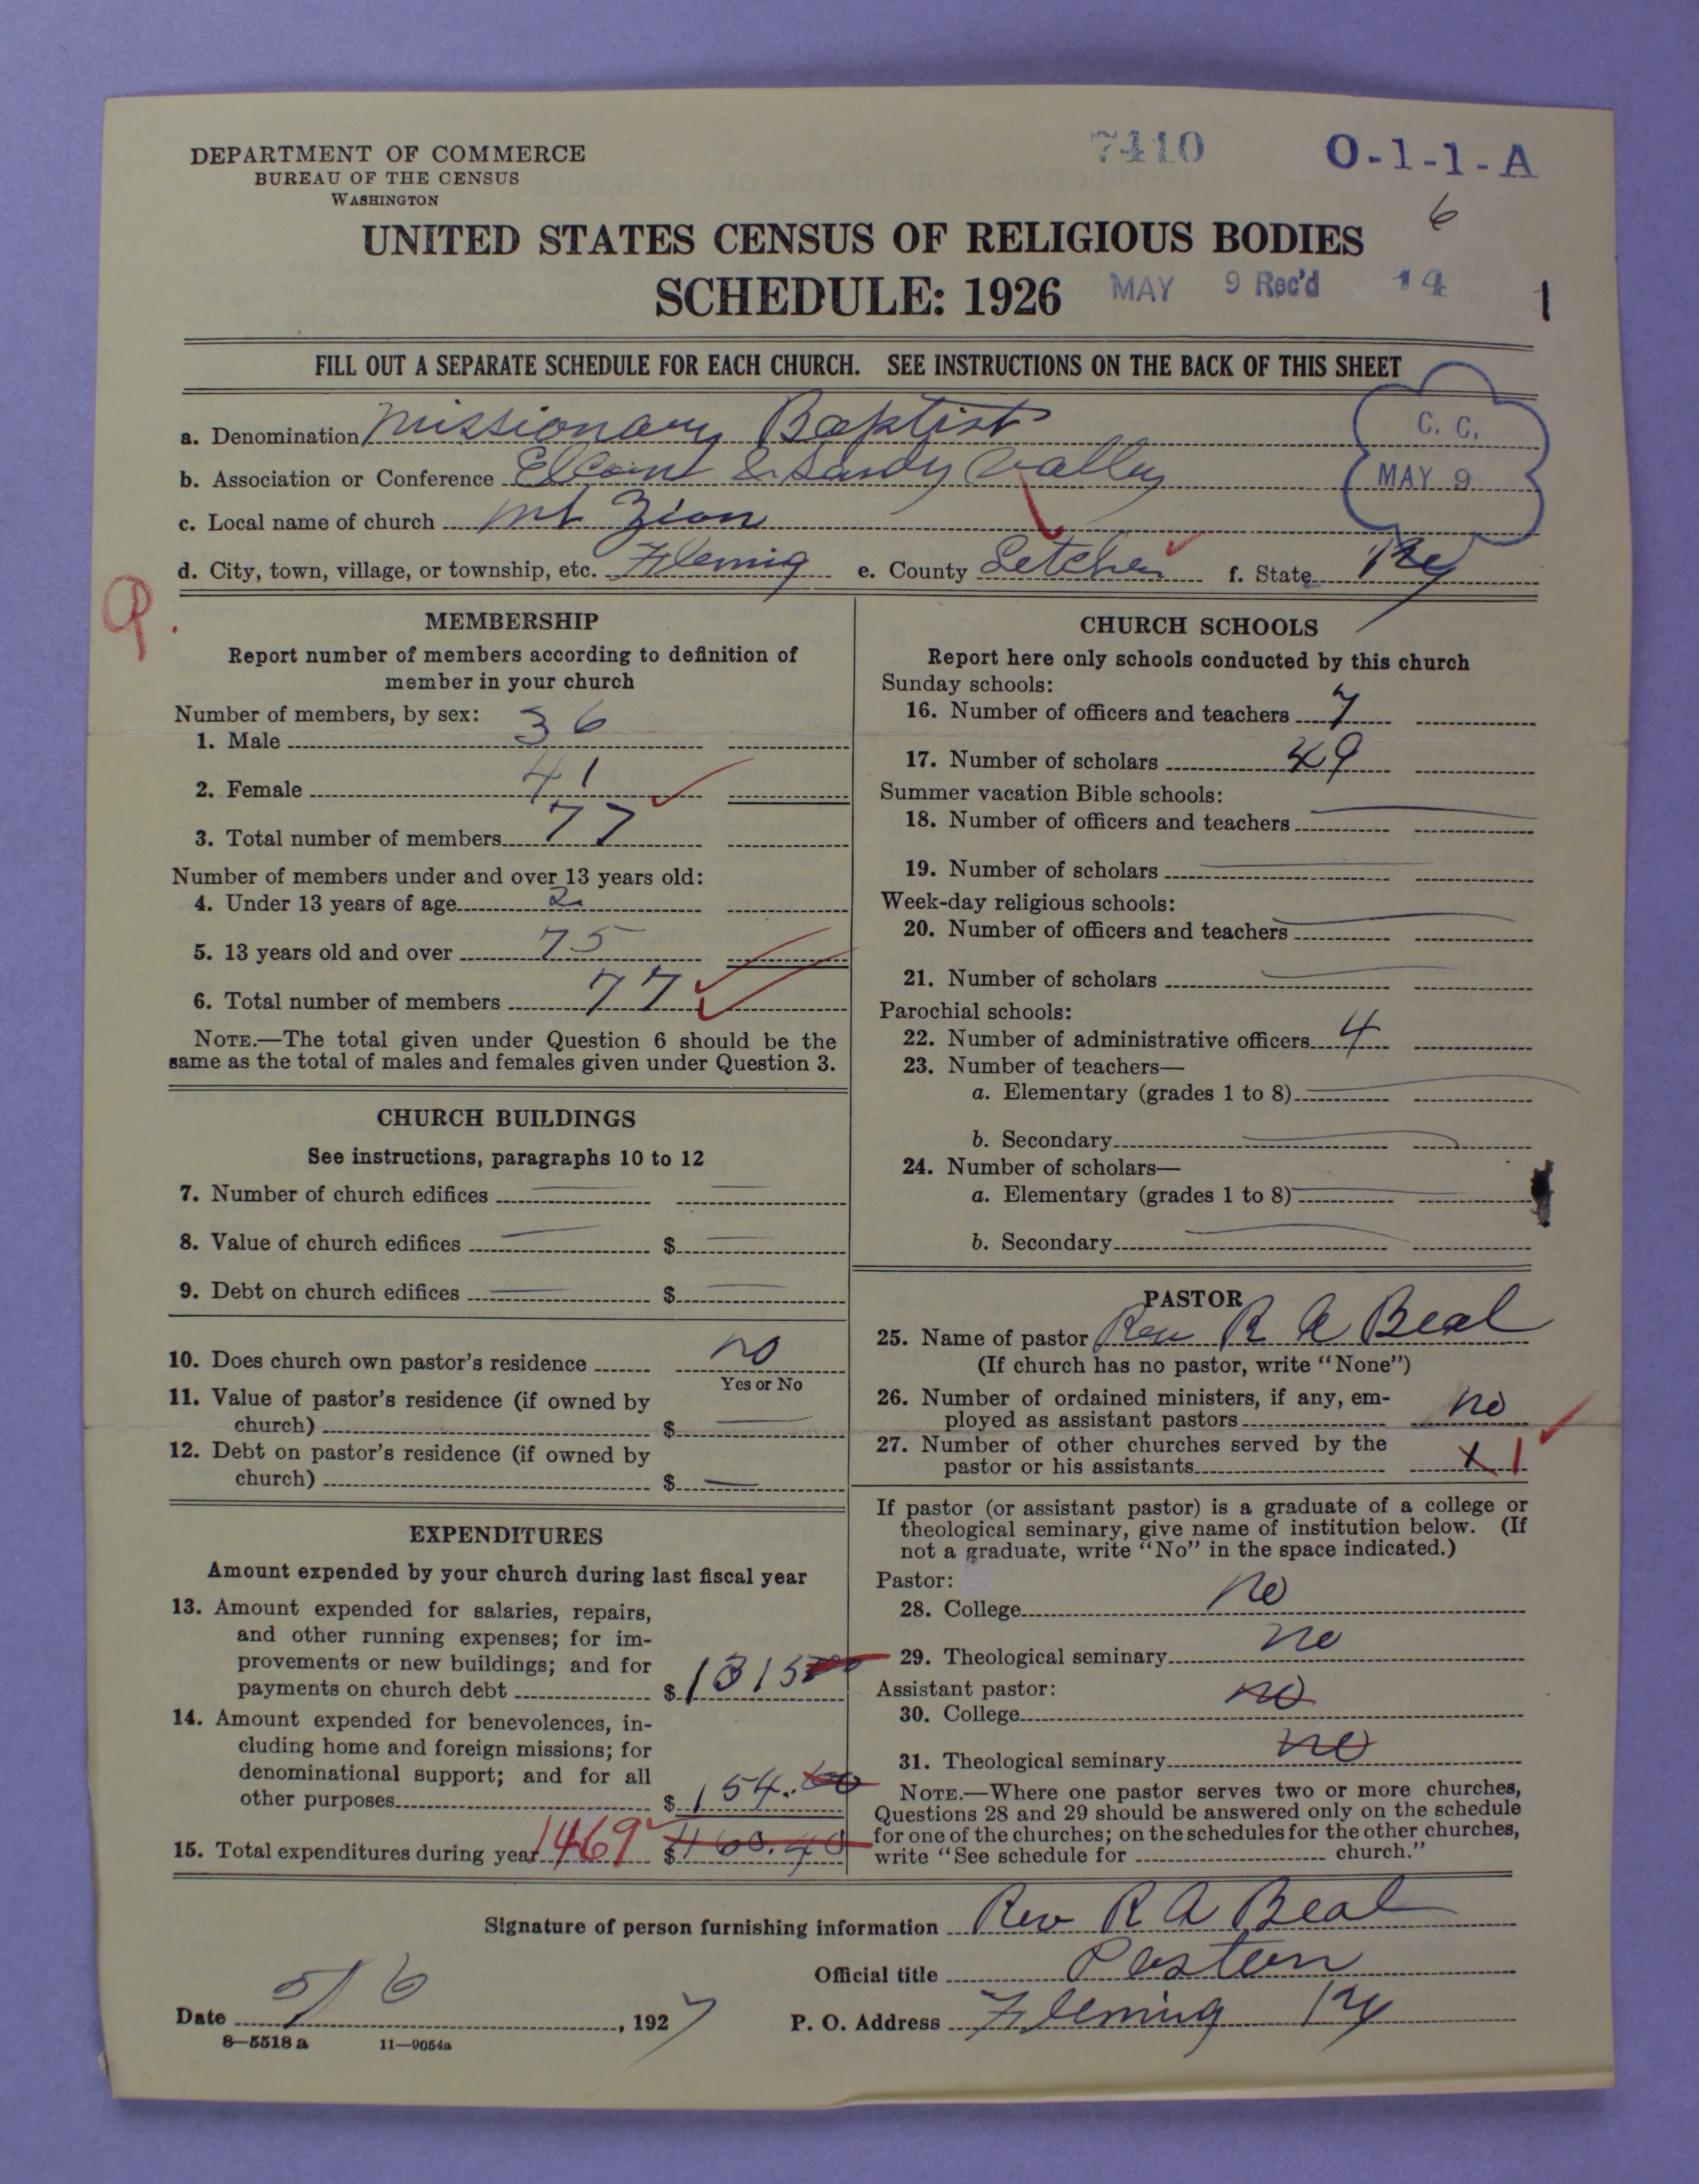 DEPARTMENT OF COMMERCE
BUREAU OF THE CENSUS
WASHINGTON
7410
O-1-1-A
6
UNITED STATES CENSUS OF RELIGIOUS BODIES
SCHEDULE: 1926
MAY 9 Rec'd 14
1
FILL OUT A SEPARATE SCHEDULE FOR EACH CHURCH. SEE INSTRUCTIONS ON THE BACK OF THIS SHEET
C. C.
MAY 9
a. Denomination Missionary Baptist
b. Association or Conference & Sandy Valley
c. Local name of church Mt Zion
d. City, town, village, or township, etc. Flemig e. County Letcher f. State Ky
9.
MEMBERSHIP
Report number of members according to definition of
member in your church
Number of members, by sex:
1. Male 36
2. Female 41
3. Total number of members 77
Number of members under and over 13 years old:
4. Under 13 years of age 2
5. 13 years old and over 75
6. Total number of members 77
NOTE.—The total given under Question 6 should be the
same as the total of males and females given under Question 3.
CHURCH BUILDINGS
See instructions, paragraphs 10 to 12
7. Number of church edifices
8. Value of church edifices $
9. Debt on church edifices $
10. Does church own pastor's residence no
Yes or No
11. Value of pastor's residence (if owned by
church) $
12. Debt on pastor's residence (if owned by
church) $
EXPENDITURES
Amount expended by your church during last fiscal year
13. Amount expended for salaries, repairs,
and other running expenses; for im-
provements or new buildings; and for
payments on church debt $ 1315
14. Amount expended for benevolences, in-
cluding home and foreign missions; for
denominational support; and for all
other purposes $ 154.00
15. Total expenditures during year 1469 $
CHURCH SCHOOLS
Report here only schools conducted by this church
Sunday schools:
16. Number of officers and teachers 7
17. Number of scholars 49
Summer vacation Bible schools:
18. Number of officers and teachers
19. Number of scholars
Week-day religious schools:
20. Number of officers and teachers
21. Number of scholars
Parochial schools:
22. Number of administrative officers 4
23. Number of teachers—
a. Elementary (grades 1 to 8)
b. Secondary
24. Number of scholars—
a. Elementary (grades 1 to 8)
b. Secondary
PASTOR
25. Name of pastor Rev R A Beal
(If church has no pastor, write "None")
26. Number of ordained ministers, if any, em-
ployed as assistant pastors no
27. Number of other churches served by the
pastor or his assistants x 1
If pastor (or assistant pastor) is a graduate of a college or
theological seminary, give name of institution below. (If
not a graduate, write "No" in the space indicated.)
Pastor:
28. College no
29. Theological seminary no
Assistant pastor:
30. College no
31. Theological seminary no
NOTE.—Where one pastor serves two or more churches,
Questions 28 and 29 should be answered only on the schedule
for one of the churches; on the schedules for the other churches,
write "See schedule for church."
Signature of person furnishing information Rev R A Beal
Official title Pastor
Date 5/6, 1927
P. O. Address Fleming Ky
8—5518 a 11—9054a